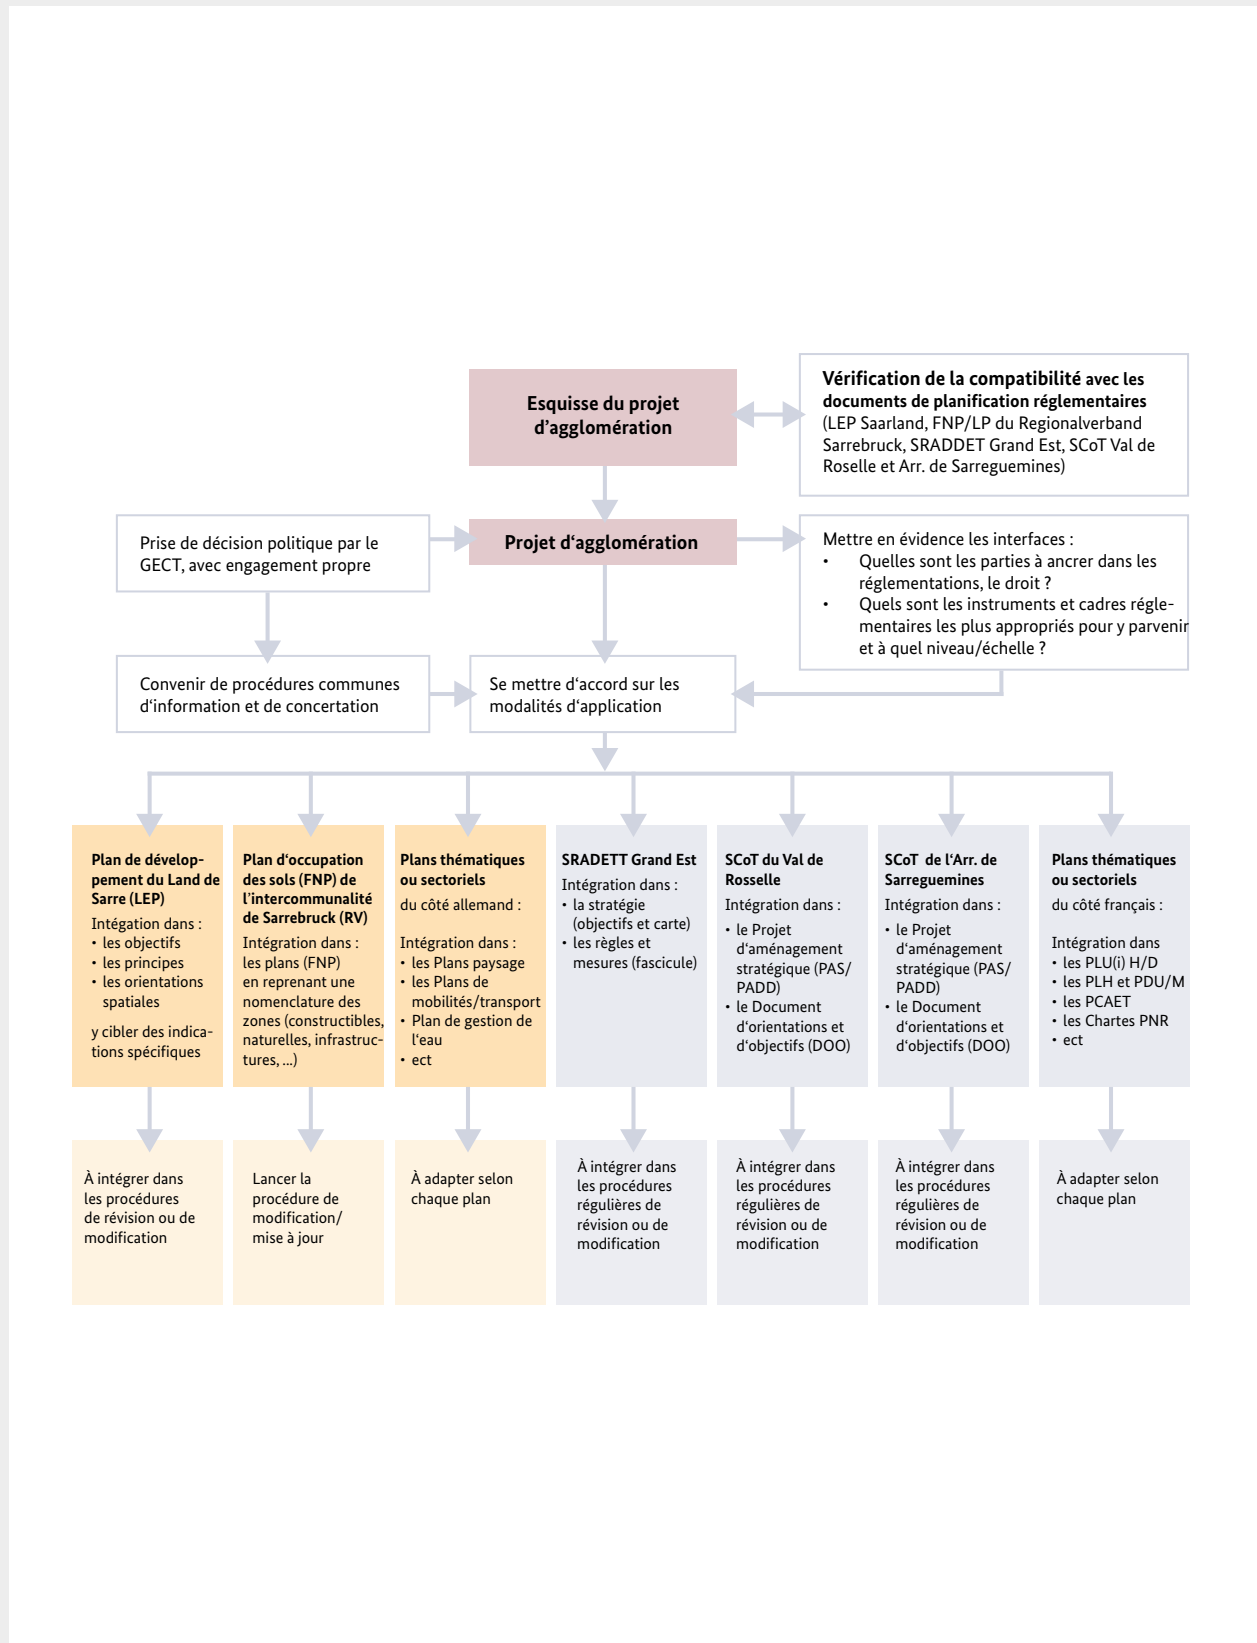 Esquisse du projet
d‘agglomération
Vérification de la compatibilité avec les
documents de planification réglementaires
(LEP Saarland, FNP/LP du Regionalverband
Sarrebruck, SRADDET Grand Est, SCoT Val de
Roselle et Arr. de Sarreguemines)
Prise de décision politique par le
GECT, avec engagement propre
Projet d‘agglomération
Mettre en évidence les interfaces :
• Quelles sont les parties à ancrer dans les
réglementations, le droit ?
• Quels sont les instruments et cadres régle-
mentaires les plus appropriés pour y parvenir
et à quel niveau/échelle ?
Convenir de procédures communes
d‘information et de concertation
Se mettre d‘accord sur les
modalités d‘application
Plan de dévelop-
pement du Land de
Sarre (LEP)
Intégation dans :
• les objectifs
• les principes
• les orientations
spatiales
y cibler des indica-
tions spécifiques
Plan d‘occupation
des sols (FNP) de
l‘intercommunalité
de Sarrebruck (RV)
Intégration dans :
les plans (FNP)
en reprenant une
nomenclature des
zones (constructibles,
naturelles, infrastruc-
tures, ...)
Plans thématiques
ou sectoriels
du côté allemand :
Intégration dans :
• les Plans paysage
• les Plans de
mobilités/transport
• Plan de gestion de
l‘eau
• ect
SRADETT Grand Est
Intégration dans :
• la stratégie
(objectifs et carte)
• les règles et
mesures (fascicule)
SCoT du Val de
Rosselle
Intégration dans :
• le Projet
d‘aménagement
stratégique (PAS/
PADD)
• le Document
d‘orientations et
d‘objectifs (DOO)
SCoT de l‘Arr. de
Sarreguemines
Intégration dans :
• le Projet
d‘aménagement
stratégique (PAS/
PADD)
• le Document
d‘orientations et
d‘objectifs (DOO)
Plans thématiques
ou sectoriels
du côté français :
Intégration dans
• les PLU(i) H/D
• les PLH et PDU/M
• les PCAET
• les Chartes PNR
• ect
À intégrer dans
les procédures
de révision ou de
modification
Lancer la
procédure de
modification/
mise à jour
À adapter selon
chaque plan
À intégrer dans
les procédures
régulières de
révision ou de
modification
À intégrer dans
les procédures
régulières de
révision ou de
modification
À intégrer dans
les procédures
régulières de
révision ou de
modification
À adapter selon
chaque plan